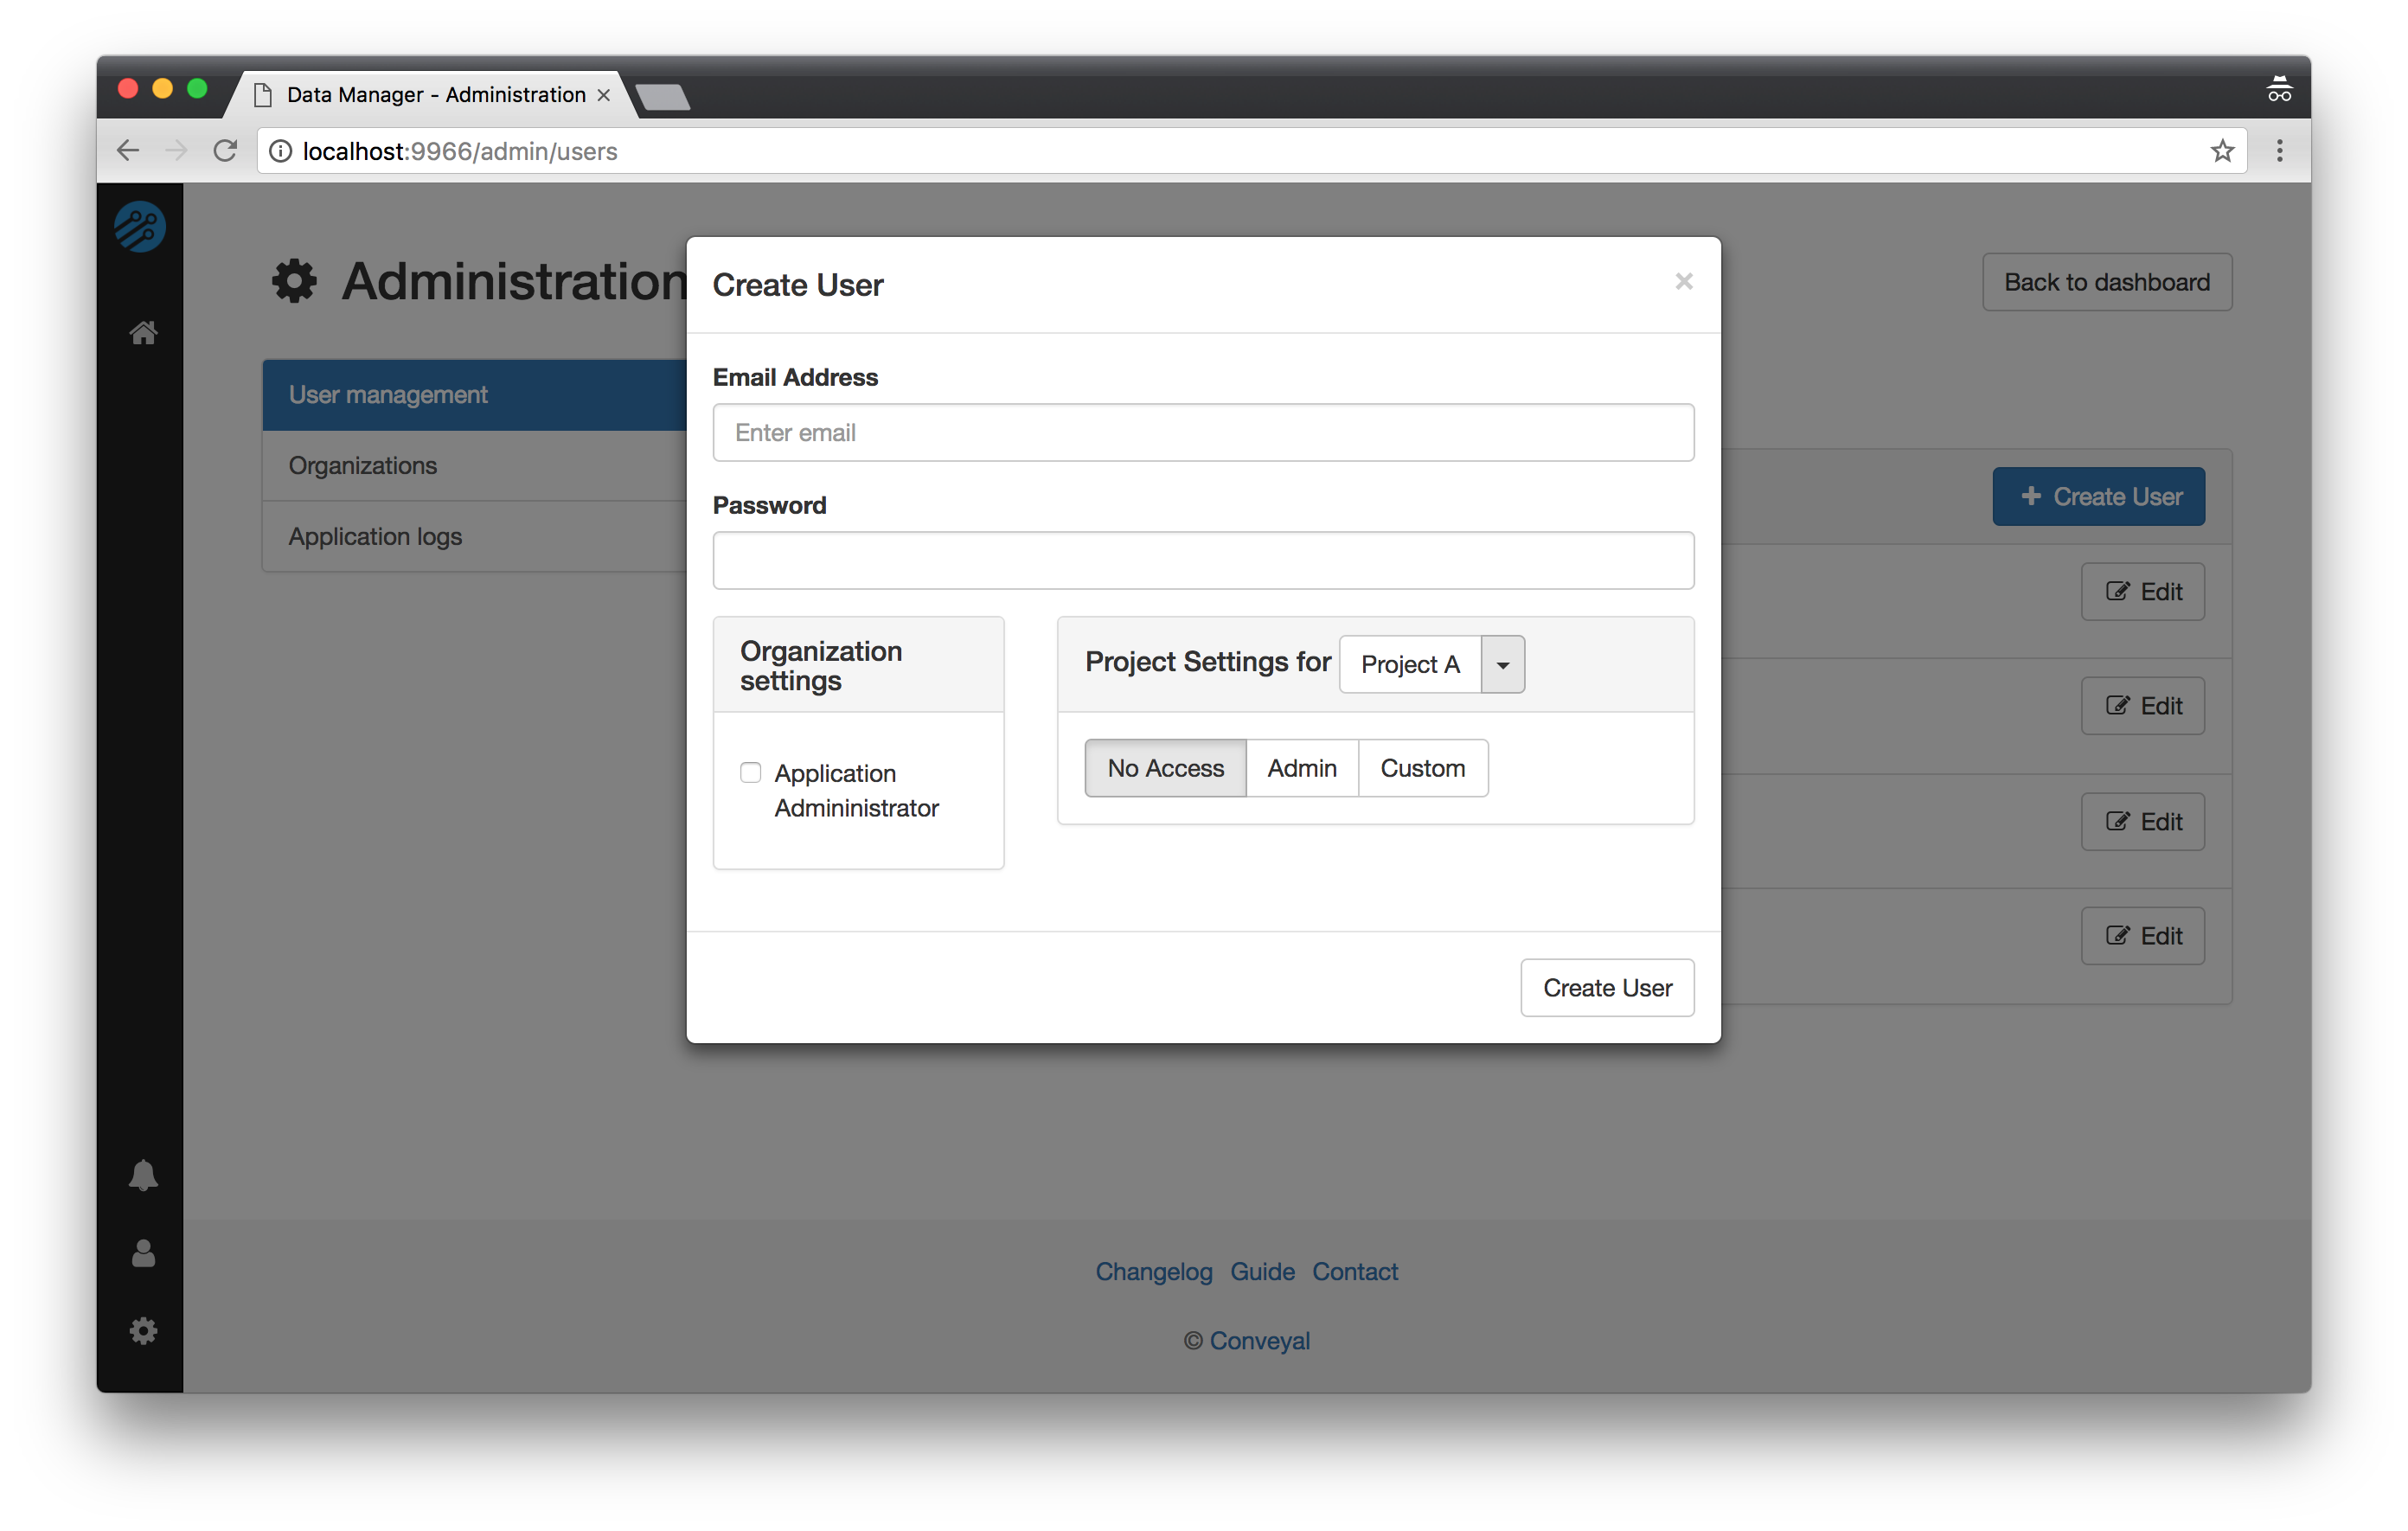 Data Manager - Administration
localhost:9966/admin/users
Administration
Back to dashboard
User management
Organizations
Application logs
Create User
Edit
Edit
Edit
Edit
Create User
×
Email Address
Enter email
Password
Organization
settings
Application
Admininistrator
Project Settings for Project A
No Access Admin Custom
Create User
Changelog Guide Contact
© Conveyal